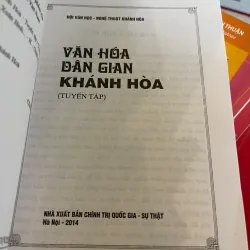 HỘI VĂN HỌC - NGHỆ THUẬT KHÁNH HÒA
VĂN HÓA
DÂN GIAN
KHÁNH HÒA
(TUYỂN TẬP)
NHÀ XUẤT BẢN CHÍNH TRỊ QUỐC GIA - SỰ THẬT
Hà Nội - 2014
THUẬN